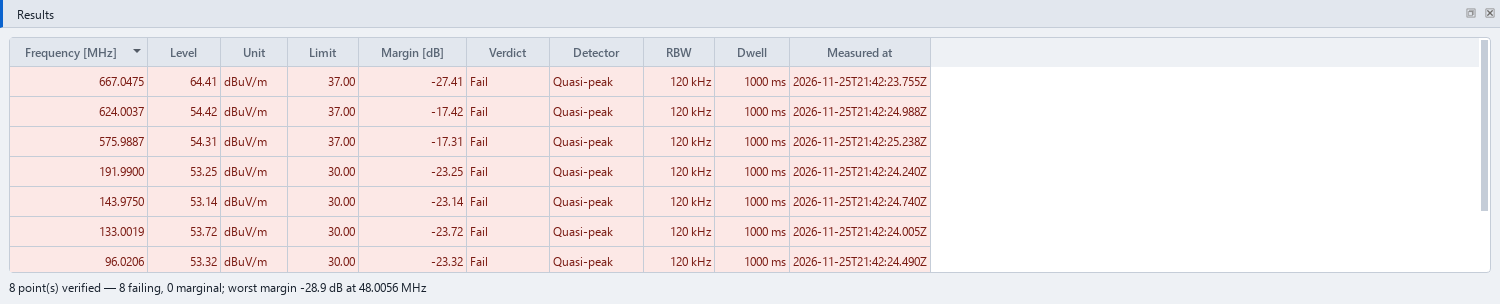 Results
Frequency [MHz] Level Unit Limit Margin [dB] Verdict Detector RBW Dwell Measured at
667.0475 64.41 dBuV/m 37.00 -27.41 Fail Quasi-peak 120 kHz 1000 ms 2026-11-25T21:42:23.755Z
624.0037 54.42 dBuV/m 37.00 -17.42 Fail Quasi-peak 120 kHz 1000 ms 2026-11-25T21:42:24.988Z
575.9887 54.31 dBuV/m 37.00 -17.31 Fail Quasi-peak 120 kHz 1000 ms 2026-11-25T21:42:25.238Z
191.9900 53.25 dBuV/m 30.00 -23.25 Fail Quasi-peak 120 kHz 1000 ms 2026-11-25T21:42:24.240Z
143.9750 53.14 dBuV/m 30.00 -23.14 Fail Quasi-peak 120 kHz 1000 ms 2026-11-25T21:42:24.740Z
133.0019 53.72 dBuV/m 30.00 -23.72 Fail Quasi-peak 120 kHz 1000 ms 2026-11-25T21:42:24.005Z
96.0206 53.32 dBuV/m 30.00 -23.32 Fail Quasi-peak 120 kHz 1000 ms 2026-11-25T21:42:24.490Z
8 point(s) verified — 8 failing, 0 marginal; worst margin -28.9 dB at 48.0056 MHz